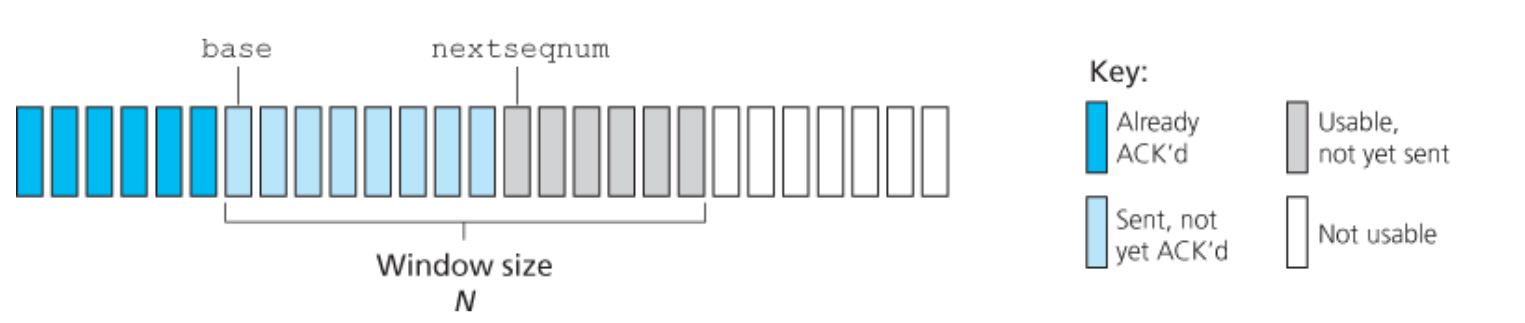 base
nextseqnum
Window size
N
Key:
Already
ACK'd
Sent, not
yet ACK'd
Usable,
not yet sent
Not usable